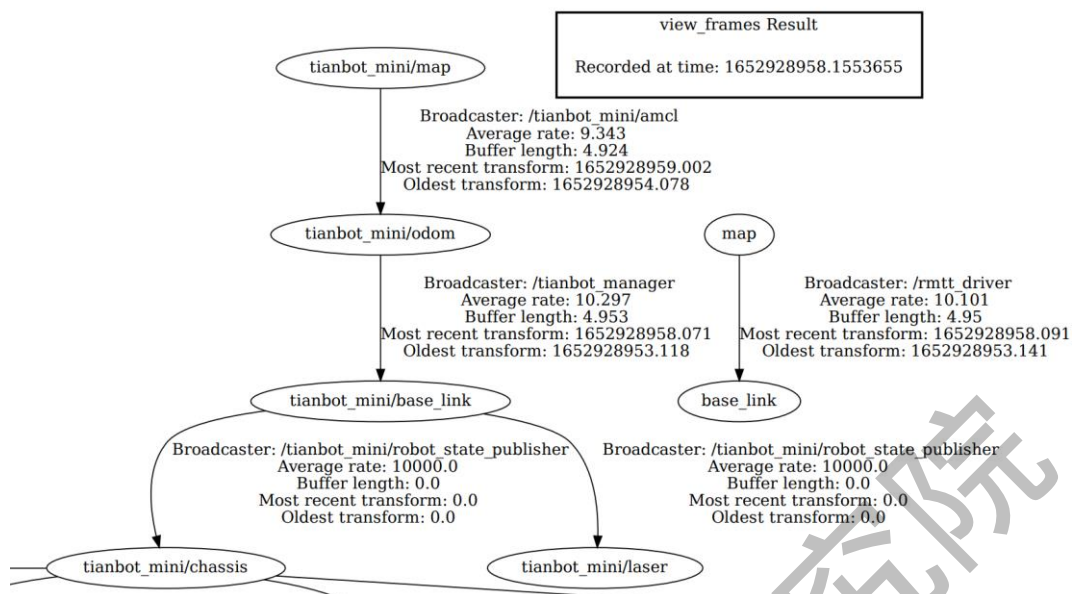 view_frames Result
Recorded at time: 1652928958.1553655
tianbot_mini/map
Broadcaster: /tianbot_mini/amcl
Average rate: 9.343
Buffer length: 4.924
Most recent transform: 1652928959.002
Oldest transform: 1652928954.078
tianbot_mini/odom
map
Broadcaster: /tianbot_manager
Average rate: 10.297
Buffer length: 4.953
Most recent transform: 1652928958.071
Oldest transform: 1652928953.118
Broadcaster: /rmtt_driver
Average rate: 10.101
Buffer length: 4.95
Most recent transform: 1652928958.091
Oldest transform: 1652928953.141
tianbot_mini/base_link
base_link
Broadcaster: /tianbot_mini/robot_state_publisher
Average rate: 10000.0
Buffer length: 0.0
Most recent transform: 0.0
Oldest transform: 0.0
Broadcaster: /tianbot_mini/robot_state_publisher
Average rate: 10000.0
Buffer length: 0.0
Most recent transform: 0.0
Oldest transform: 0.0
tianbot_mini/chassis
tianbot_mini/laser
究院